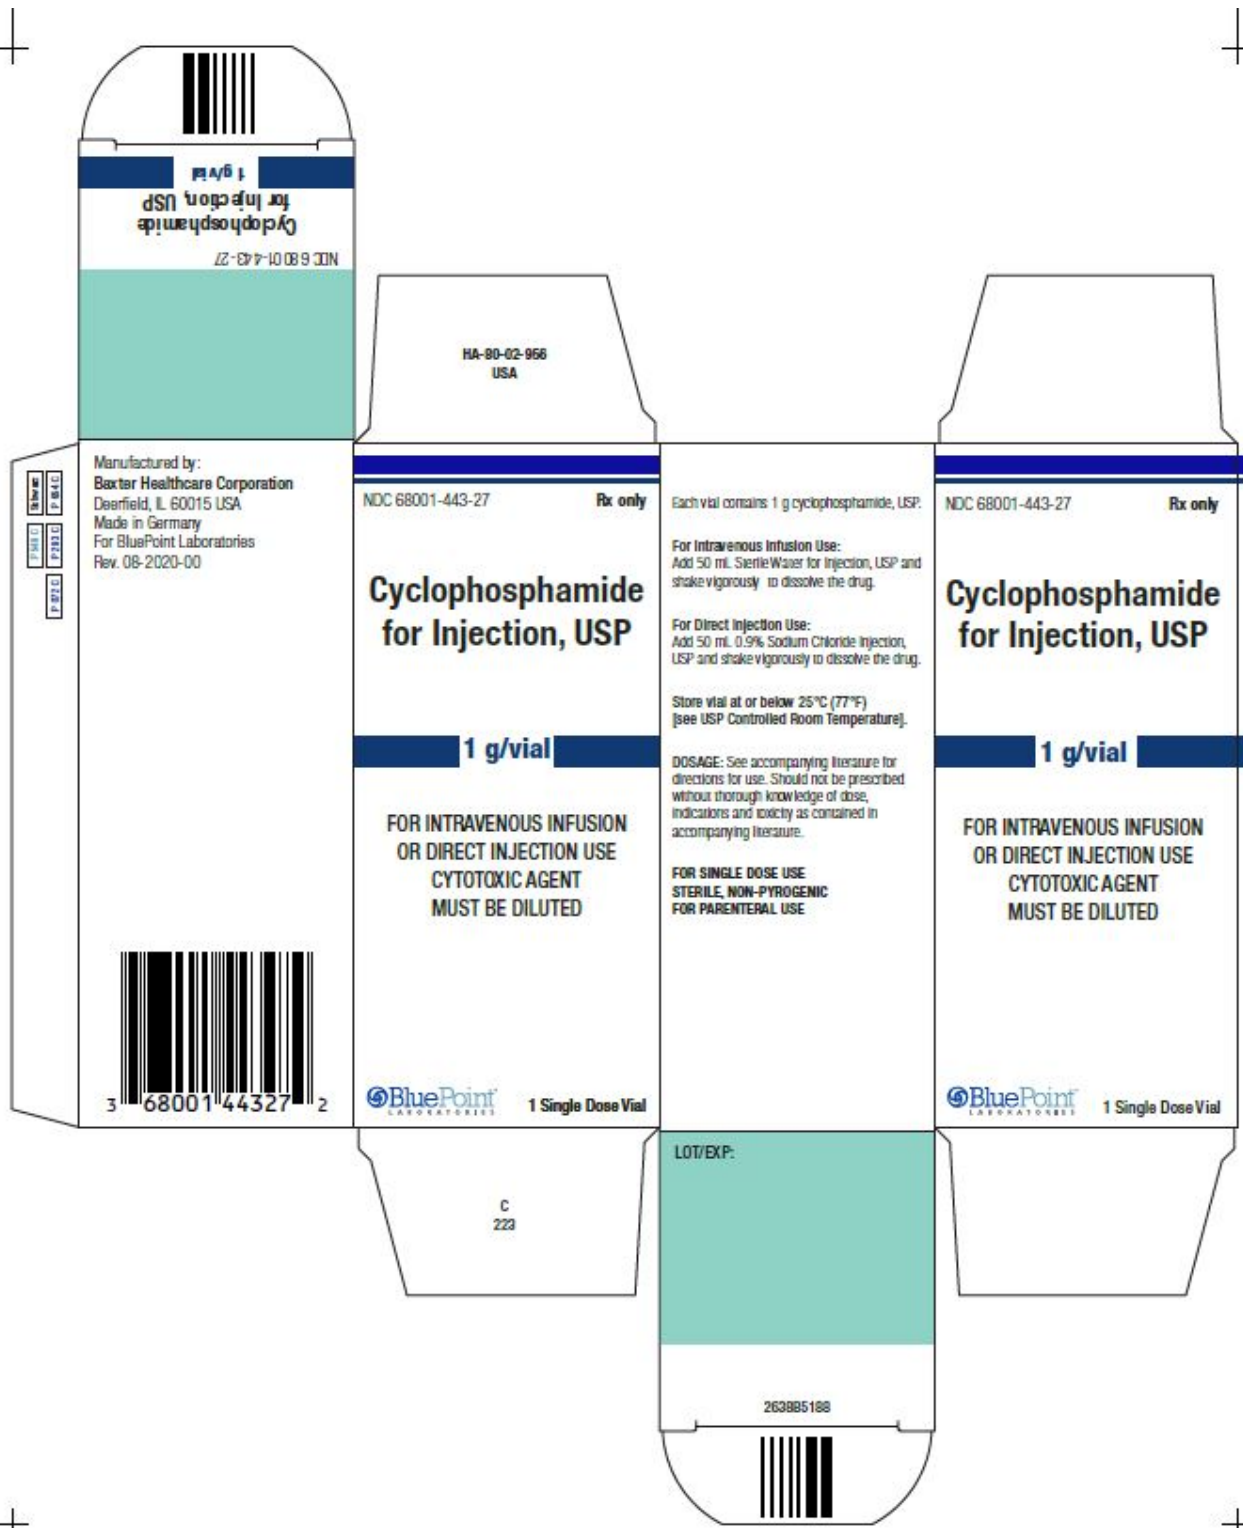 1 g/vial
Cyclophosphamide
for Injection, USP
NDC 68001-443-27
HA-80-02-956
USA
Schwarz
P 654 C
P 568 C
P 293 C
P 072 C
Manufactured by:
Baxter Healthcare Corporation
Deerfield, IL 60015 USA
Made in Germany
For BluePoint Laboratories
Rev. 08-2020-00
3 68001 44327 2
NDC 68001-443-27 Rx only
Cyclophosphamide
for Injection, USP
1 g/vial
FOR INTRAVENOUS INFUSION
OR DIRECT INJECTION USE
CYTOTOXIC AGENT
MUST BE DILUTED
BluePoint
LABORATORIES
1 Single Dose Vial
C
223
Each vial contains 1 g cyclophosphamide, USP.
For Intravenous Infusion Use:
Add 50 mL Sterile Water for Injection, USP and
shake vigorously to dissolve the drug.
For Direct Injection Use:
Add 50 mL 0.9% Sodium Chloride Injection,
USP and shake vigorously to dissolve the drug.
Store vial at or below 25°C (77°F)
[see USP Controlled Room Temperature].
DOSAGE: See accompanying literature for
directions for use. Should not be prescribed
without thorough knowledge of dose,
indications and toxicity as contained in
accompanying literature.
FOR SINGLE DOSE USE
STERILE, NON-PYROGENIC
FOR PARENTERAL USE
LOT/EXP:
NDC 68001-443-27 Rx only
Cyclophosphamide
for Injection, USP
1 g/vial
FOR INTRAVENOUS INFUSION
OR DIRECT INJECTION USE
CYTOTOXIC AGENT
MUST BE DILUTED
BluePoint
LABORATORIES
1 Single Dose Vial